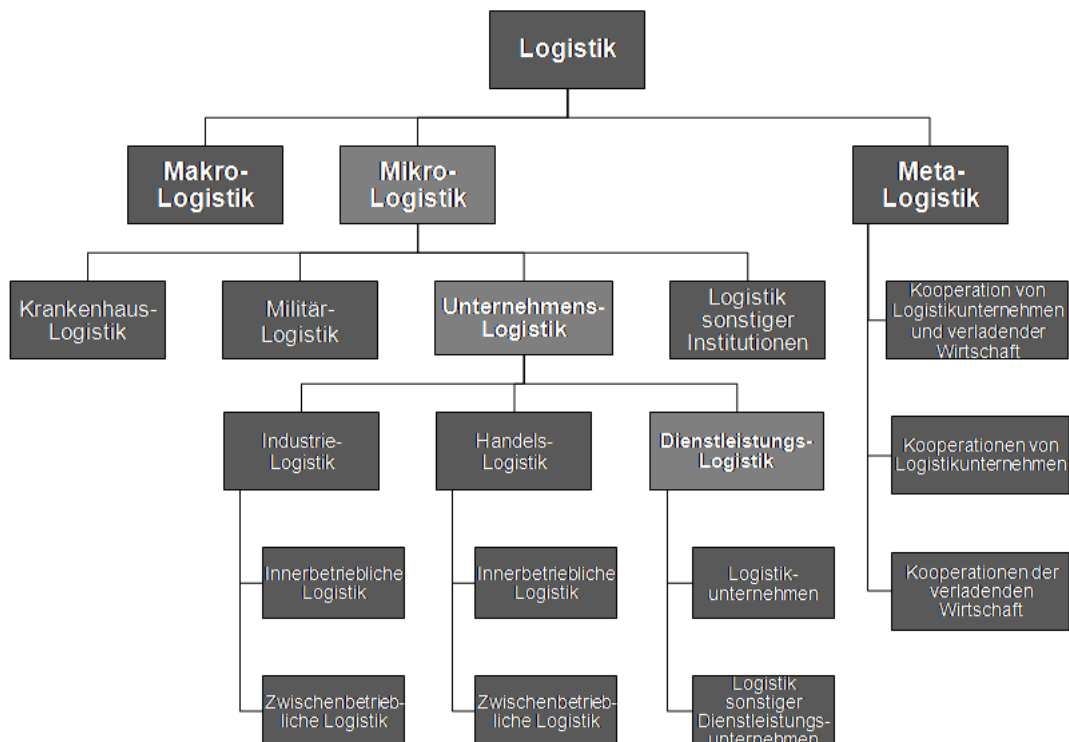 Logistik
Makro-
Logistik
Mikro-
Logistik
Meta-
Logistik
Krankenhaus-
Logistik
Militär-
Logistik
Unternehmens-
Logistik
Logistik
sonstiger
Institutionen
Kooperation von
Logistikunternehmen
und verladender
Wirtschaft
Industrie-
Logistik
Handels-
Logistik
Dienstleistungs-
Logistik
Kooperationen von
Logistikunternehmen
Innerbetriebliche
Logistik
Innerbetriebliche
Logistik
Logistik-
unternehmen
Kooperationen der
verladenden
Wirtschaft
Zwischenbetrieb-
liche Logistik
Zwischenbetrieb-
liche Logistik
Logistik
sonstiger
Dienstleistungs-
unternehmen